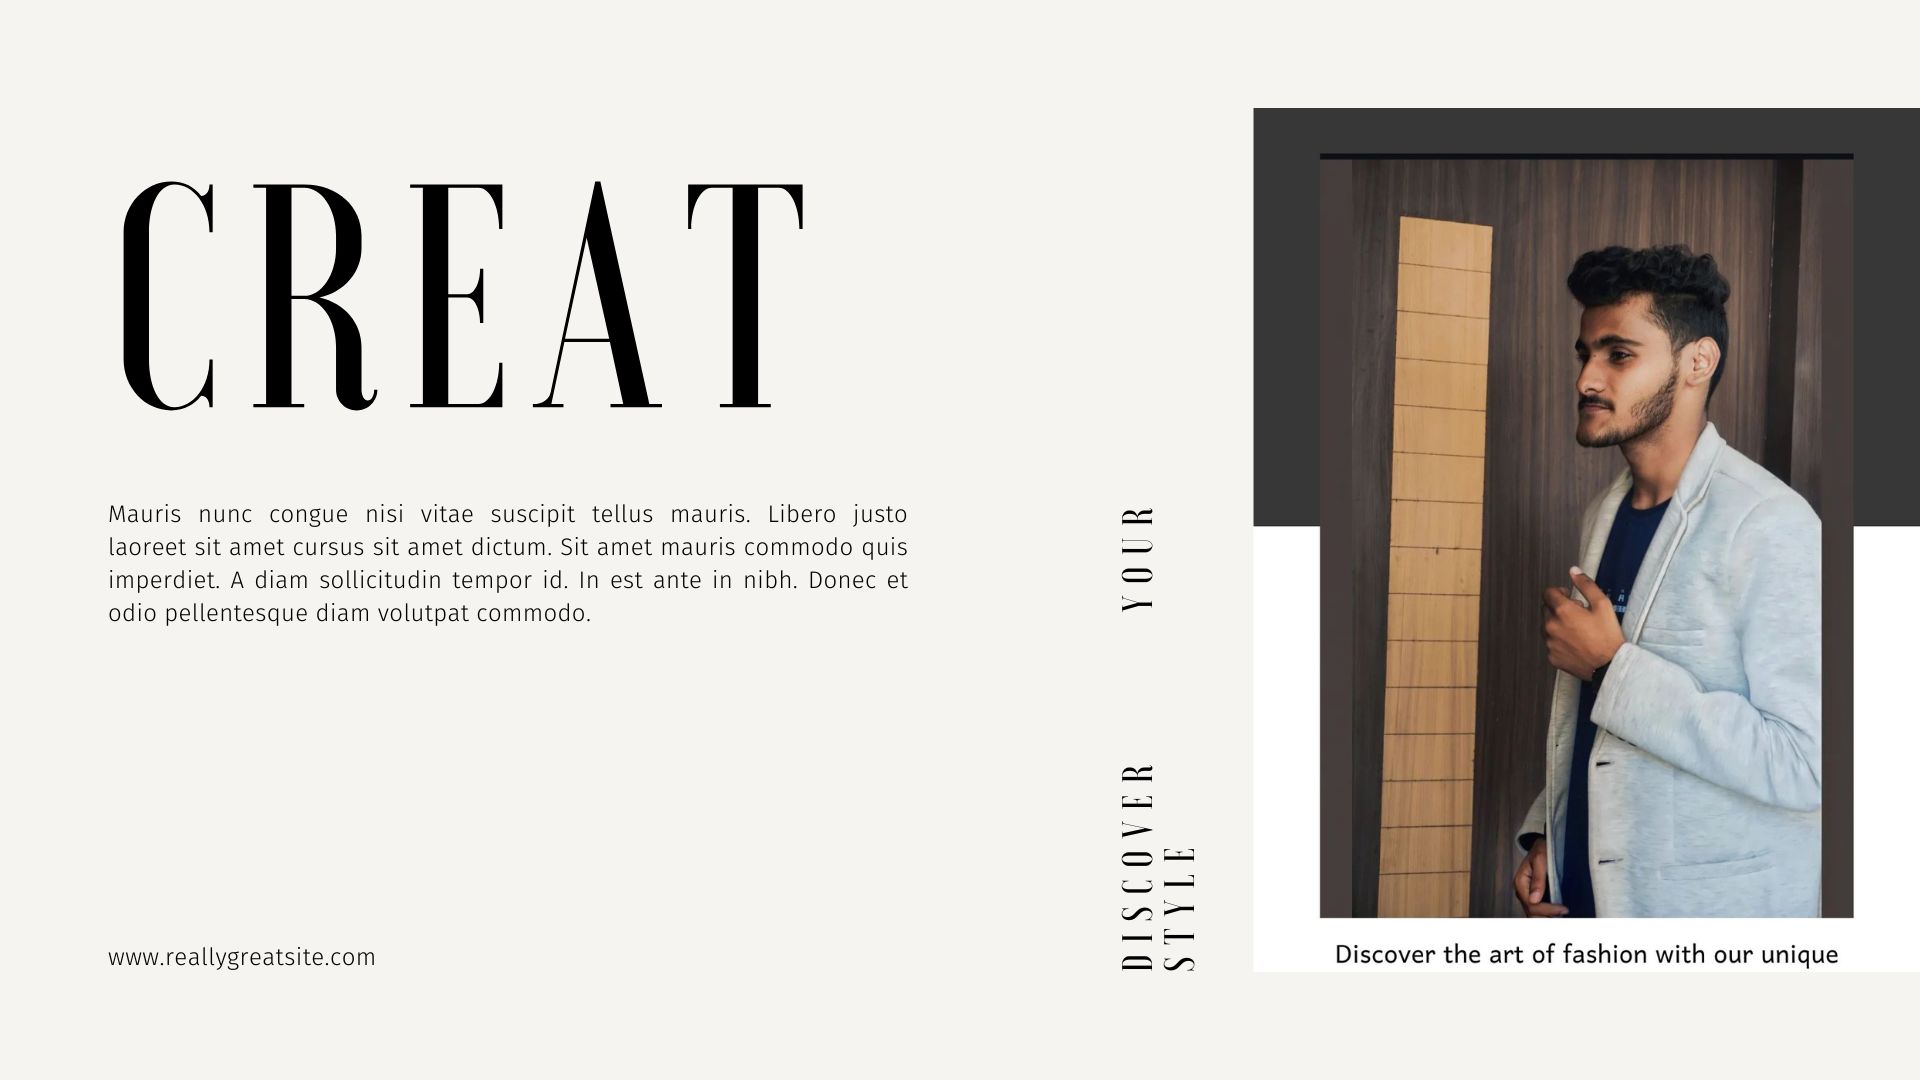 CREAT
Mauris nunc congue nisi vitae suscipit tellus mauris. Libero justo
laoreet sit amet cursus sit amet dictum. Sit amet mauris commodo quis
imperdiet. A diam sollicitudin tempor id. In est ante in nibh. Donec et
odio pellentesque diam volutpat commodo.
www.reallygreatsite.com
DISCOVER YOUR
STYLE
Discover the art of fashion with our unique